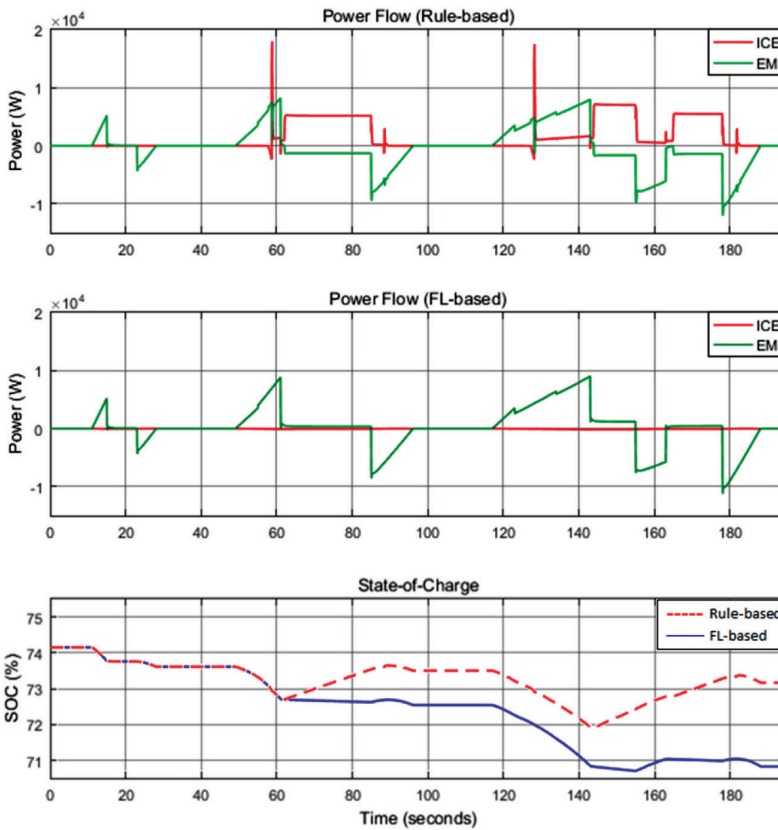 Power Flow (Rule-based)
×10⁴
2
1
0
-1
Power (W)
ICE
EM
0 20 40 60 80 100 120 140 160 180
Power Flow (FL-based)
×10⁴
2
1
0
-1
Power (W)
ICE
EM
0 20 40 60 80 100 120 140 160 180
State-of-Charge
75
74
73
72
71
SOC (%)
Rule-based
FL-based
0 20 40 60 80 100 120 140 160 180
Time (seconds)